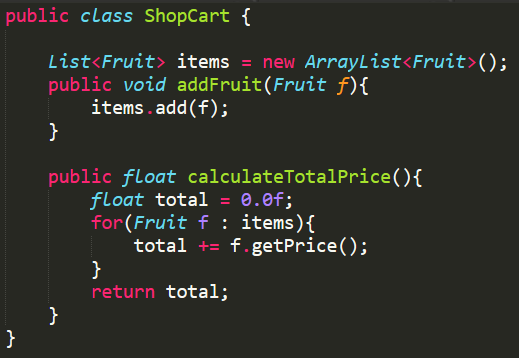 public class ShopCart {
List<Fruit> items = new ArrayList<Fruit>();
public void addFruit(Fruit f){
items.add(f);
}
public float calculateTotalPrice(){
float total = 0.0f;
for(Fruit f : items){
total += f.getPrice();
}
return total;
}
}